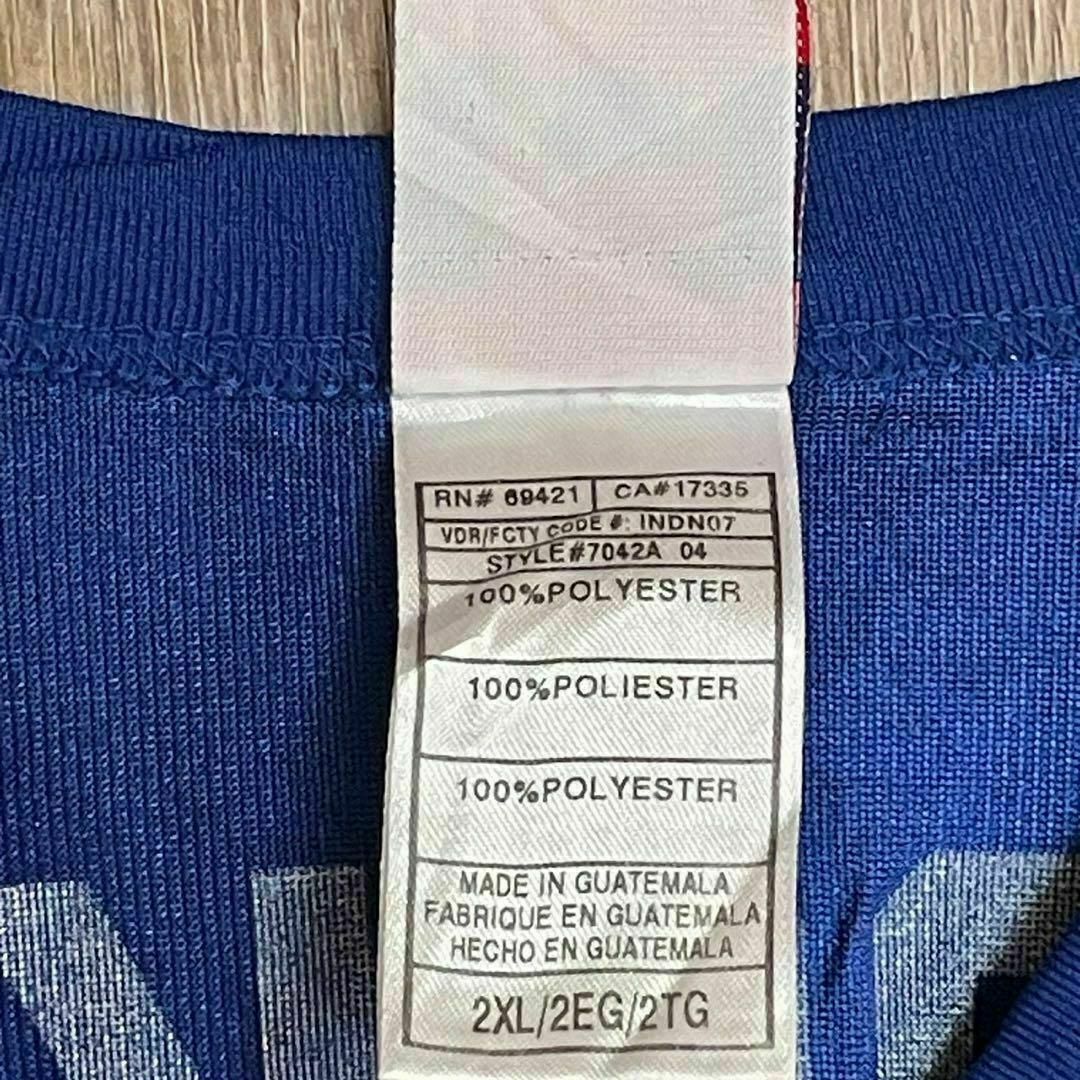 RN# 69421 CA#17335
VDR/FCTY CODE #: INDN07
STYLE#7042A 04
100%POLYESTER
100%POLIESTER
100%POLYESTER
MADE IN GUATEMALA
FABRIQUE EN GUATEMALA
HECHO EN GUATEMALA
2XL/2EG/2TG